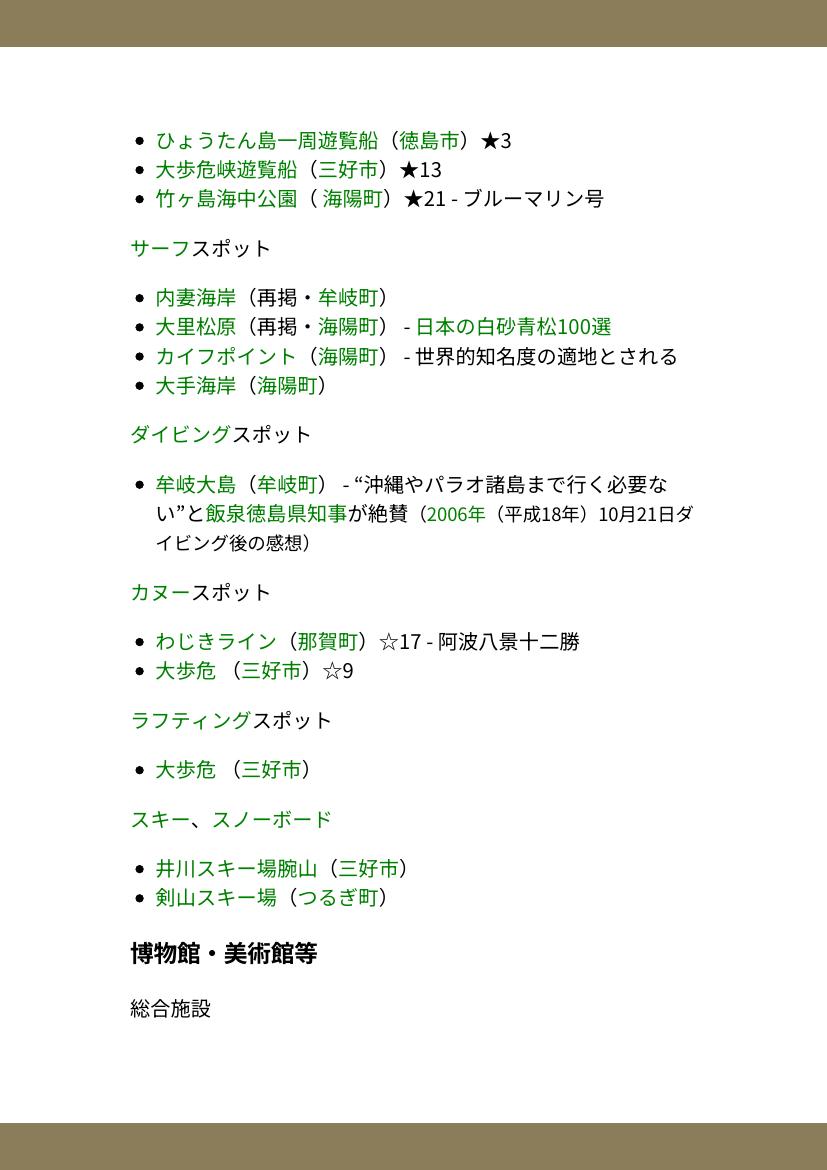 ひょうたん島一周遊覧船（徳島市）★3
大歩危峡遊覧船（三好市）★13
竹ヶ島海中公園（ 海陽町）★21 - ブルーマリン号
サーフスポット
内妻海岸（再掲・牟岐町）
大里松原（再掲・海陽町） - 日本の白砂青松100選
カイフポイント（海陽町） - 世界的知名度の適地とされる
大手海岸（海陽町）
ダイビングスポット
牟岐大島（牟岐町） - “沖縄やパラオ諸島まで行く必要な
い”と飯泉徳島県知事が絶賛（2006年（平成18年）10月21日ダ
イビング後の感想）
カヌースポット
わじきライン（那賀町）☆17 - 阿波八景十二勝
大歩危 （三好市）☆9
ラフティングスポット
大歩危 （三好市）
スキー、スノーボード
井川スキー場腕山（三好市）
剣山スキー場（つるぎ町）
博物館・美術館等
総合施設